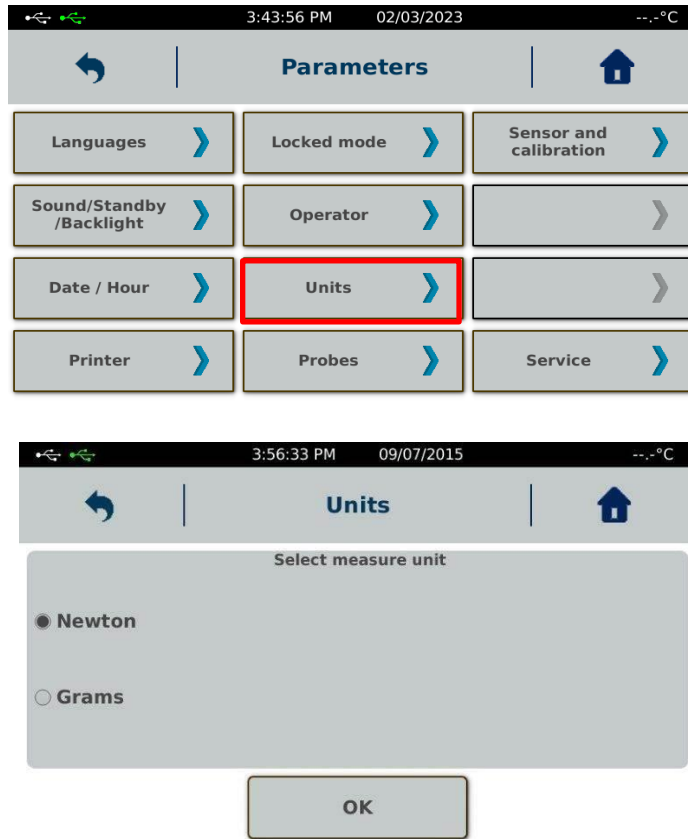 3:43:56 PM 02/03/2023 --.-°C
Parameters
Languages
Locked mode
Sensor and
calibration
Sound/Standby
/Backlight
Operator
Date / Hour
Units
Printer
Probes
Service
3:56:33 PM 09/07/2015 --.-°C
Units
Select measure unit
Newton
Grams
OK